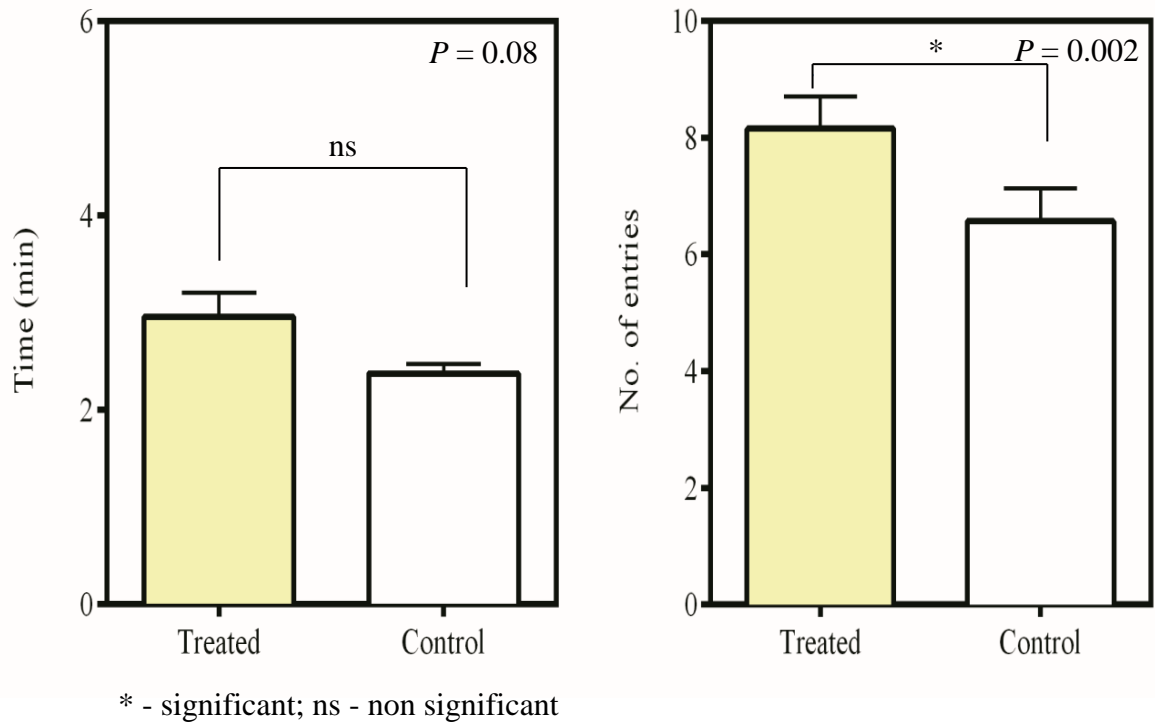 6
P = 0.08
ns
4
2
0
Time (min)
Treated
Control
10
* P = 0.002
8
6
4
2
0
No. of entries
Treated
Control
* - significant; ns - non significant